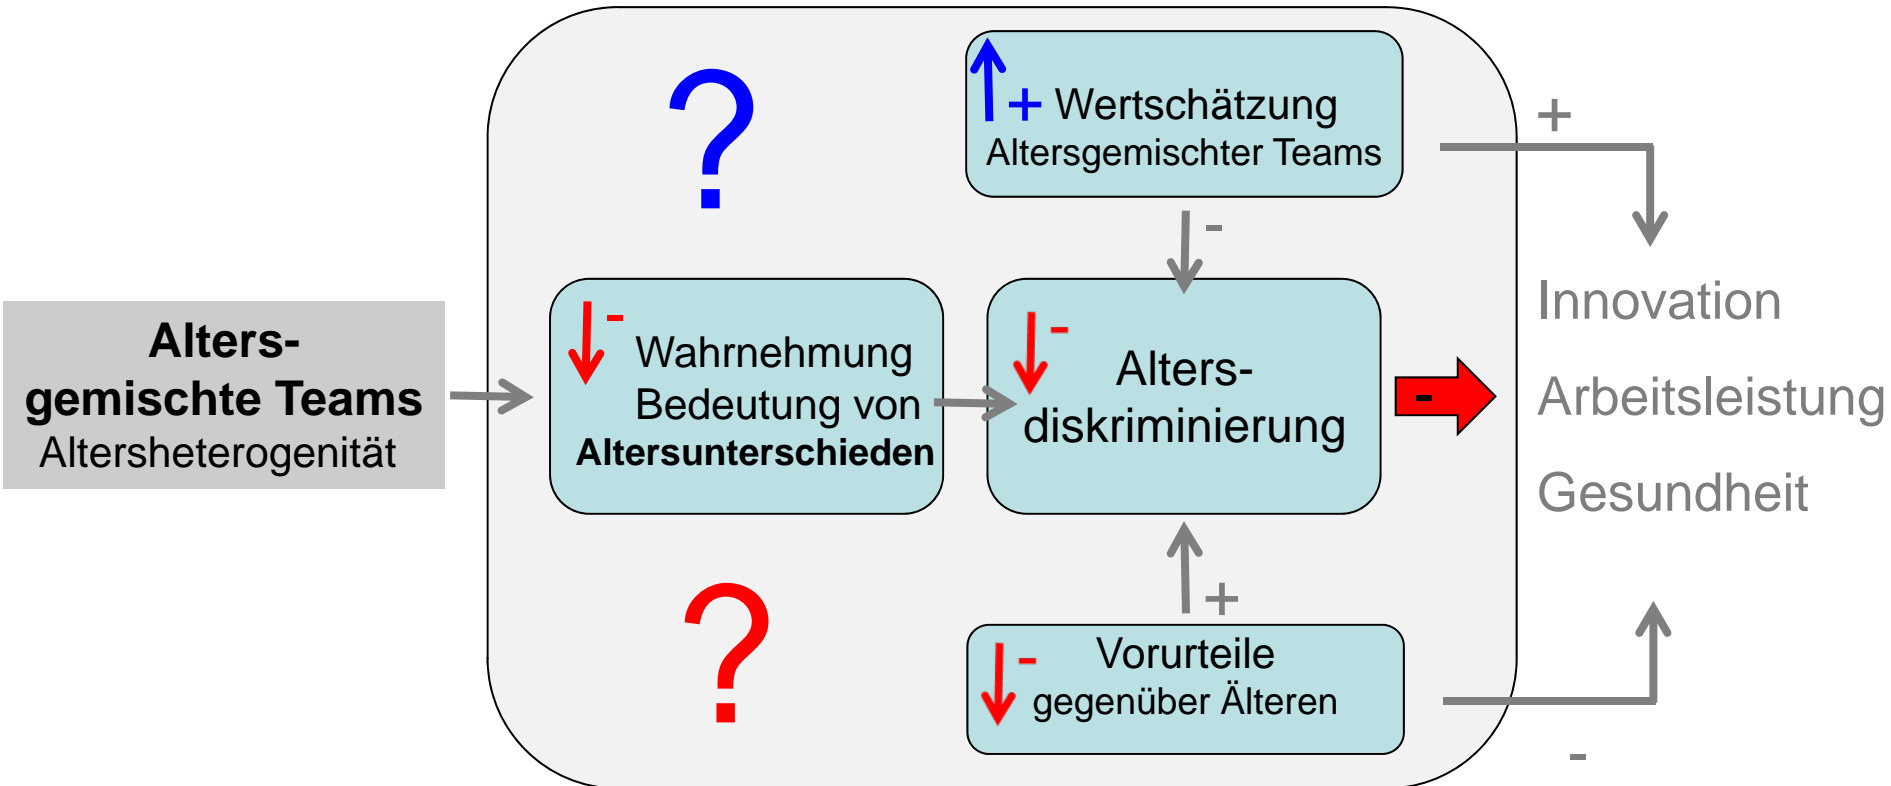 Alters-
gemischte Teams
Altersheterogenität
?
?
-
Wahrnehmung
Bedeutung von
Altersunterschieden
+ Wertschätzung
Altersgemischter Teams
-
-
Alters-
diskriminierung
+
-
Vorurteile
gegenüber Älteren
-
+
Innovation
Arbeitsleistung
Gesundheit
-